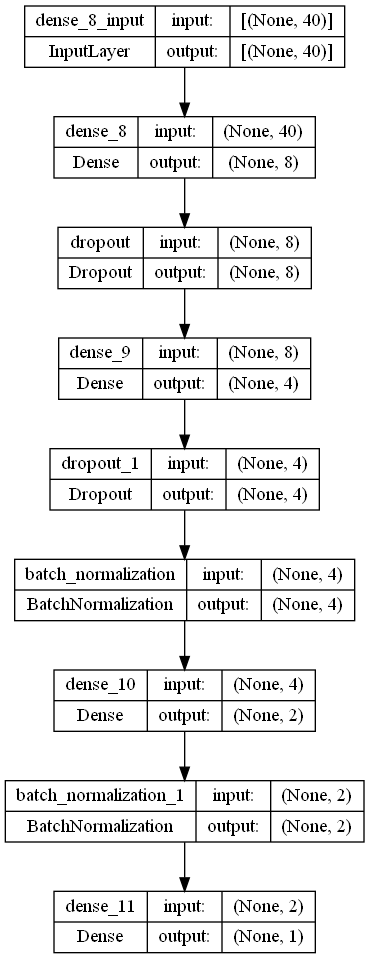 dense_8_input input: [(None, 40)]
InputLayer output: [(None, 40)]
dense_8 input: (None, 40)
Dense output: (None, 8)
dropout input: (None, 8)
Dropout output: (None, 8)
dense_9 input: (None, 8)
Dense output: (None, 4)
dropout_1 input: (None, 4)
Dropout output: (None, 4)
batch_normalization input: (None, 4)
BatchNormalization output: (None, 4)
dense_10 input: (None, 4)
Dense output: (None, 2)
batch_normalization_1 input: (None, 2)
BatchNormalization output: (None, 2)
dense_11 input: (None, 2)
Dense output: (None, 1)